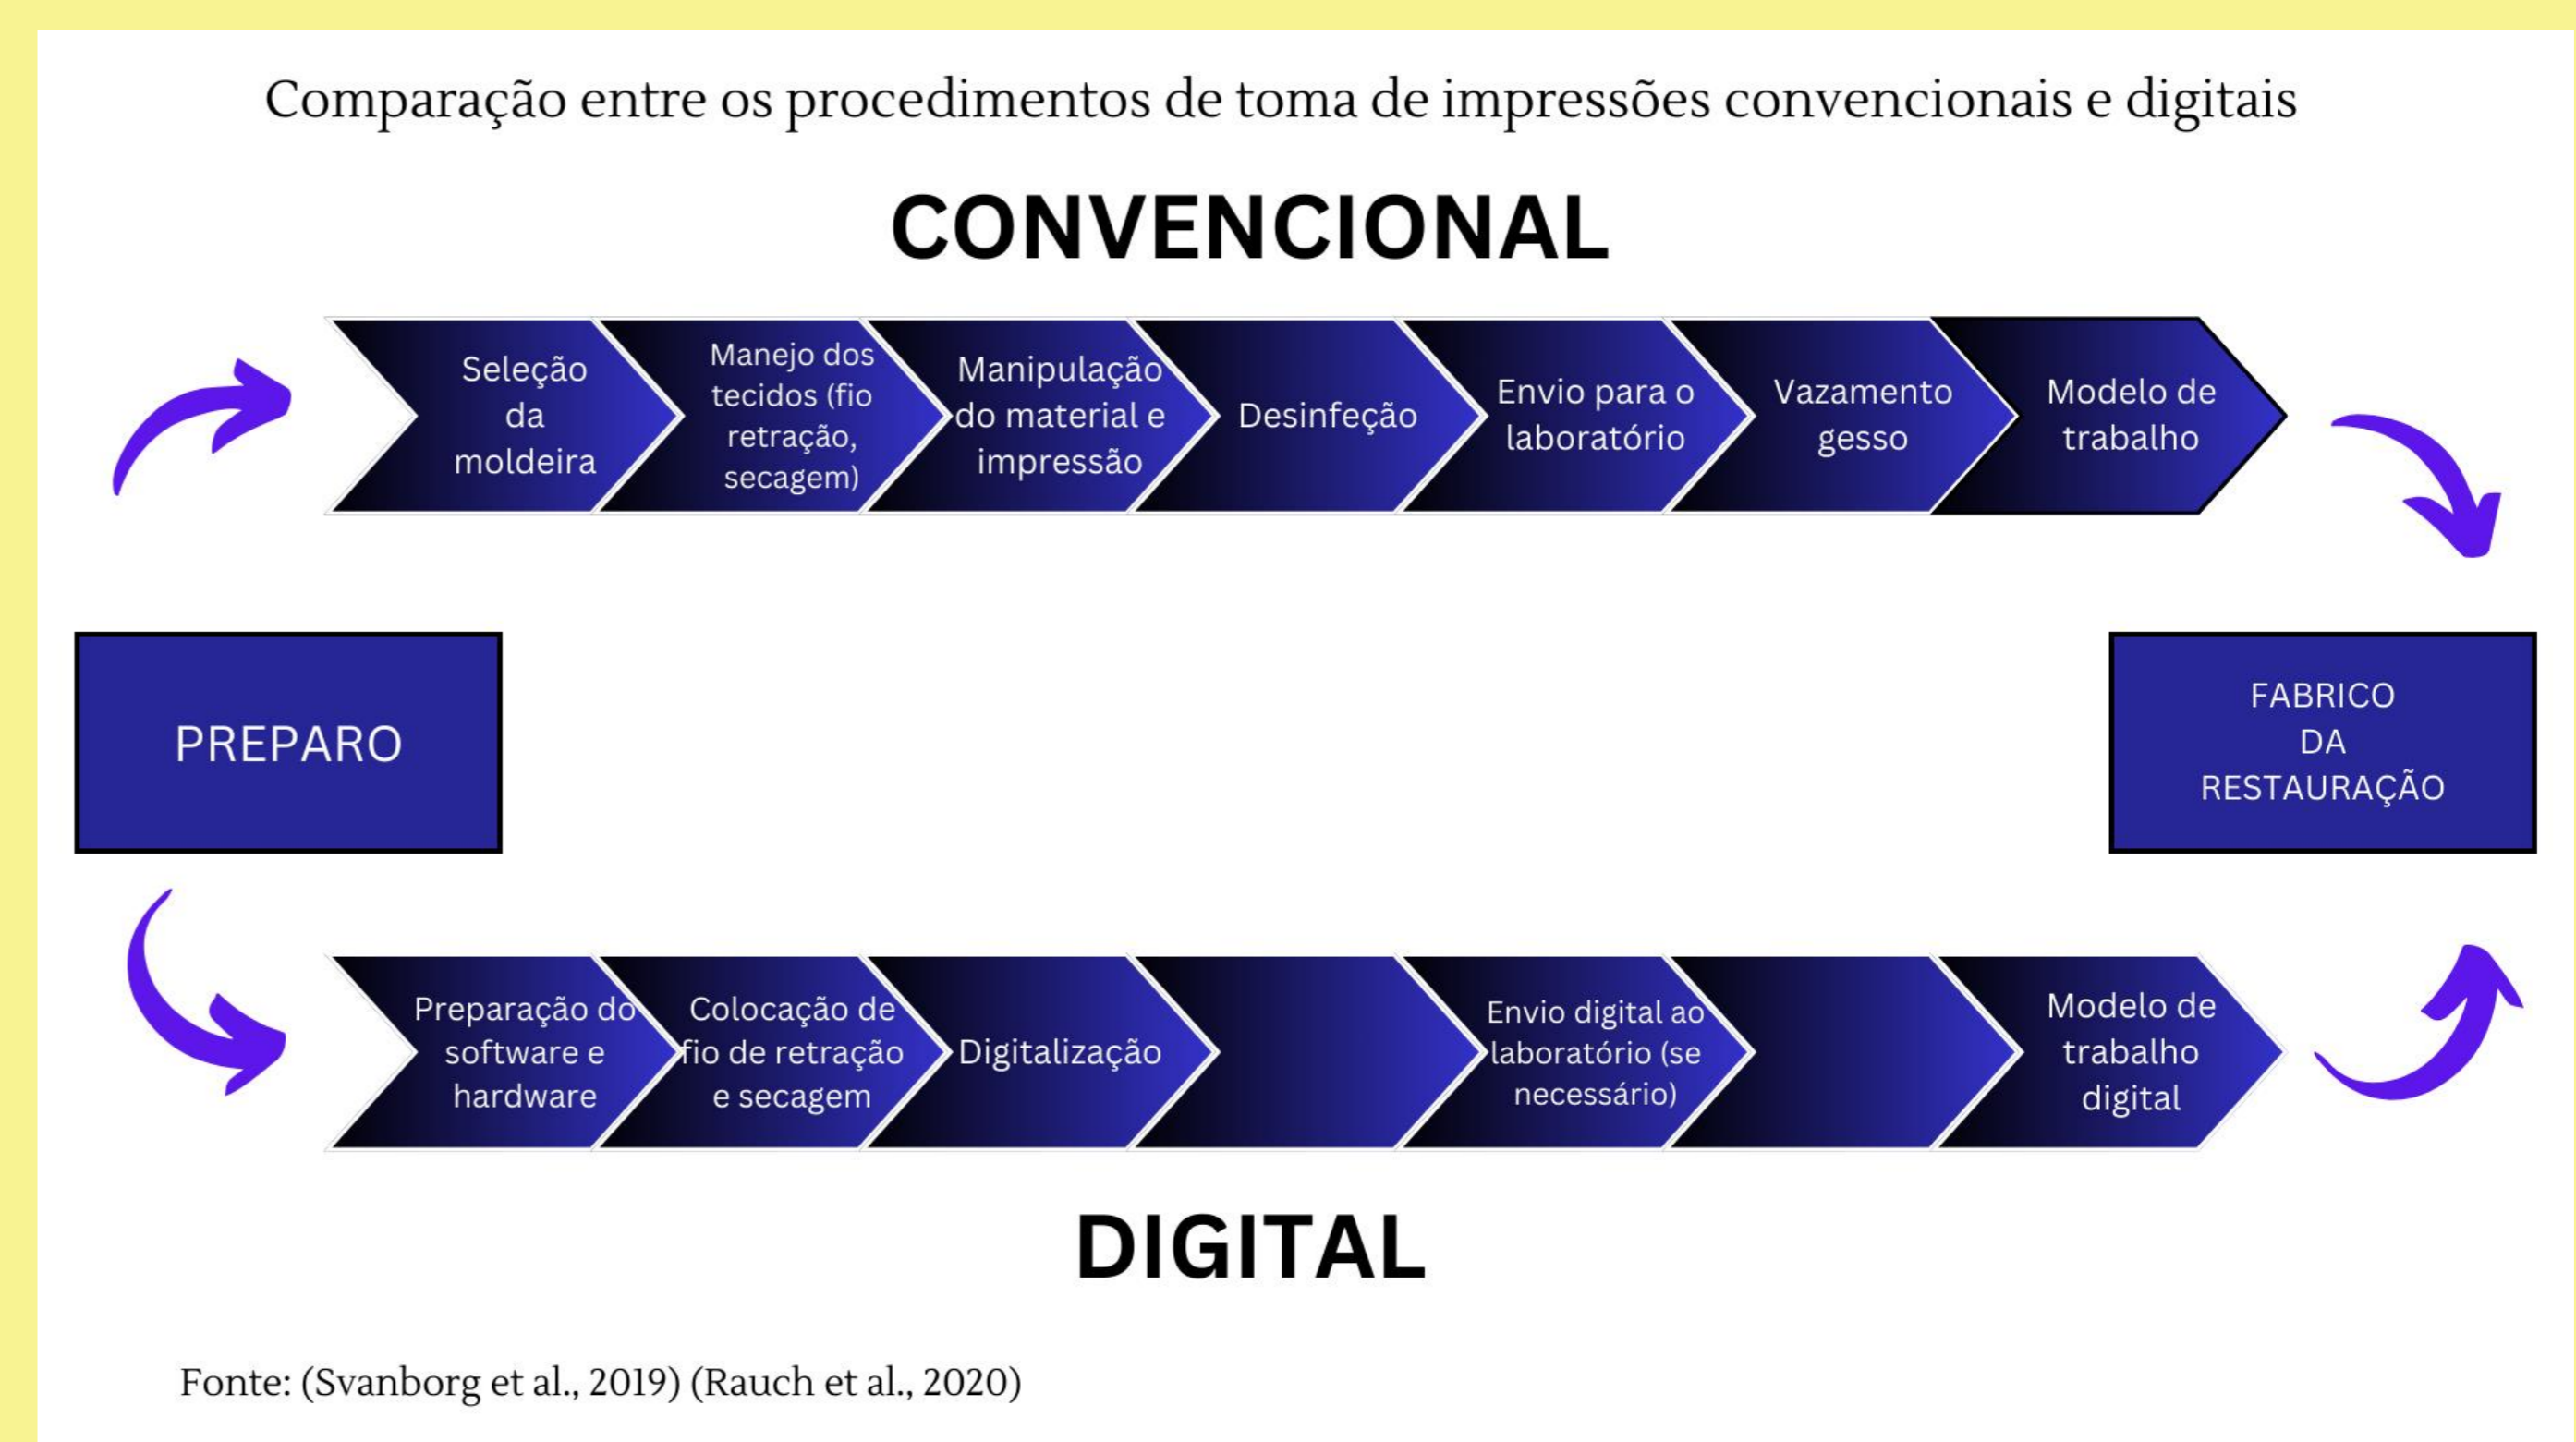 Comparação entre os procedimentos de toma de impressões convencionais e digitais
CONVENCIONAL
Seleção
da
moldeira
Manejo dos
tecidos (fio
retração,
secagem)
Manipulação
do material e
impressão
Desinfeção
Envio para o
laboratório
Vazamento
gesso
Modelo de
trabalho
PREPARO
FABRICO
DA
RESTAURAÇÃO
Preparação do
software e
hardware
Colocação de
fio de retração
e secagem
Digitalização
Envio digital ao
laboratório (se
necessário)
Modelo de
trabalho
digital
DIGITAL
Fonte: (Svanborg et al., 2019) (Rauch et al., 2020)